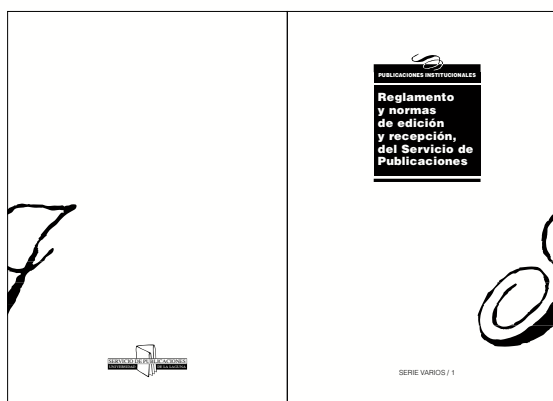 SERVICIO DE PUBLICACIONES
UNIVERSIDAD DE LA LAGUNA
PUBLICACIONES INSTITUCIONALES
Reglamento
y normas
de edición
y recepción,
del Servicio de
Publicaciones
SERIE VARIOS / 1